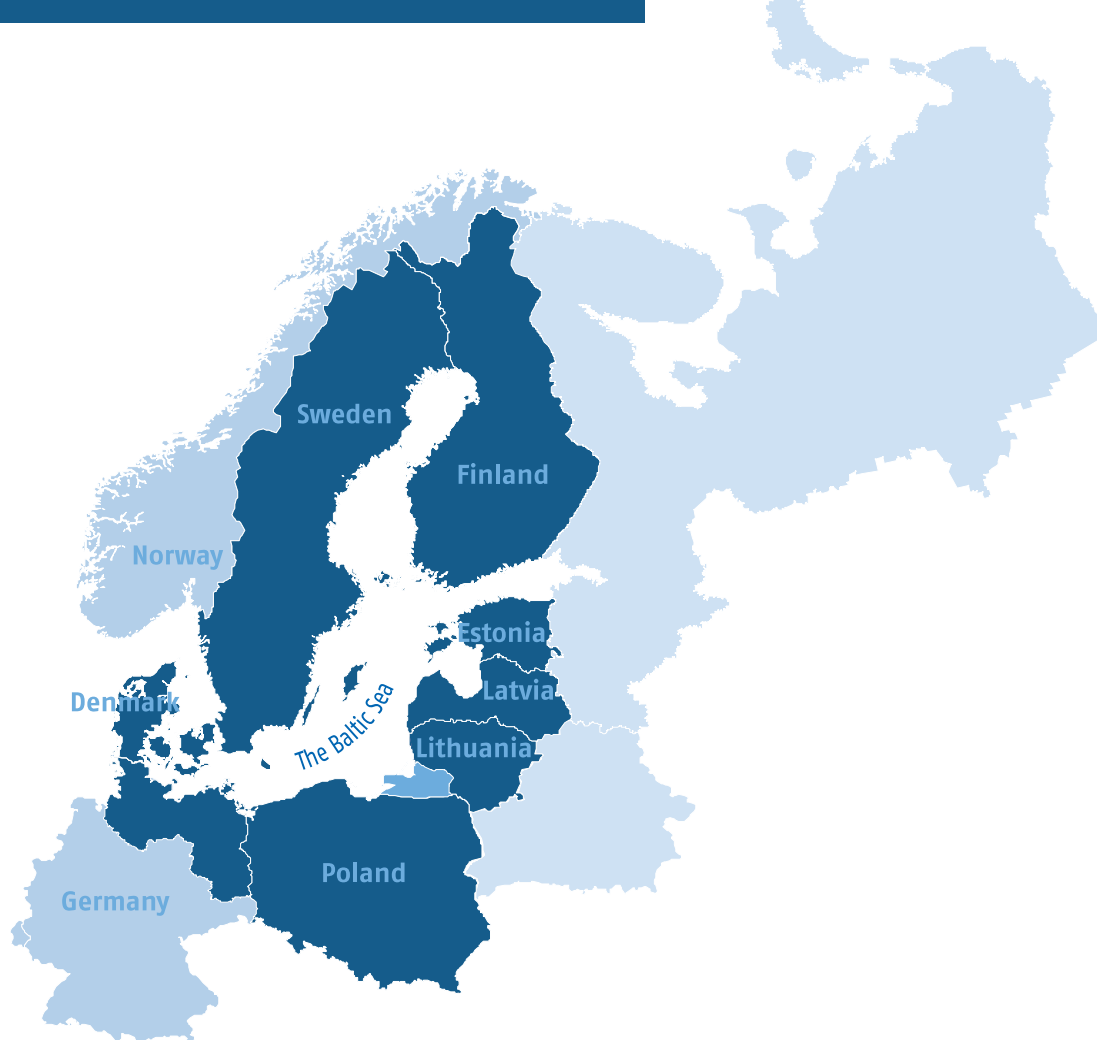 Sweden
Finland
Norway
Estonia
Latvia
Denmark
The Baltic Sea
Lithuania
Poland
Germany